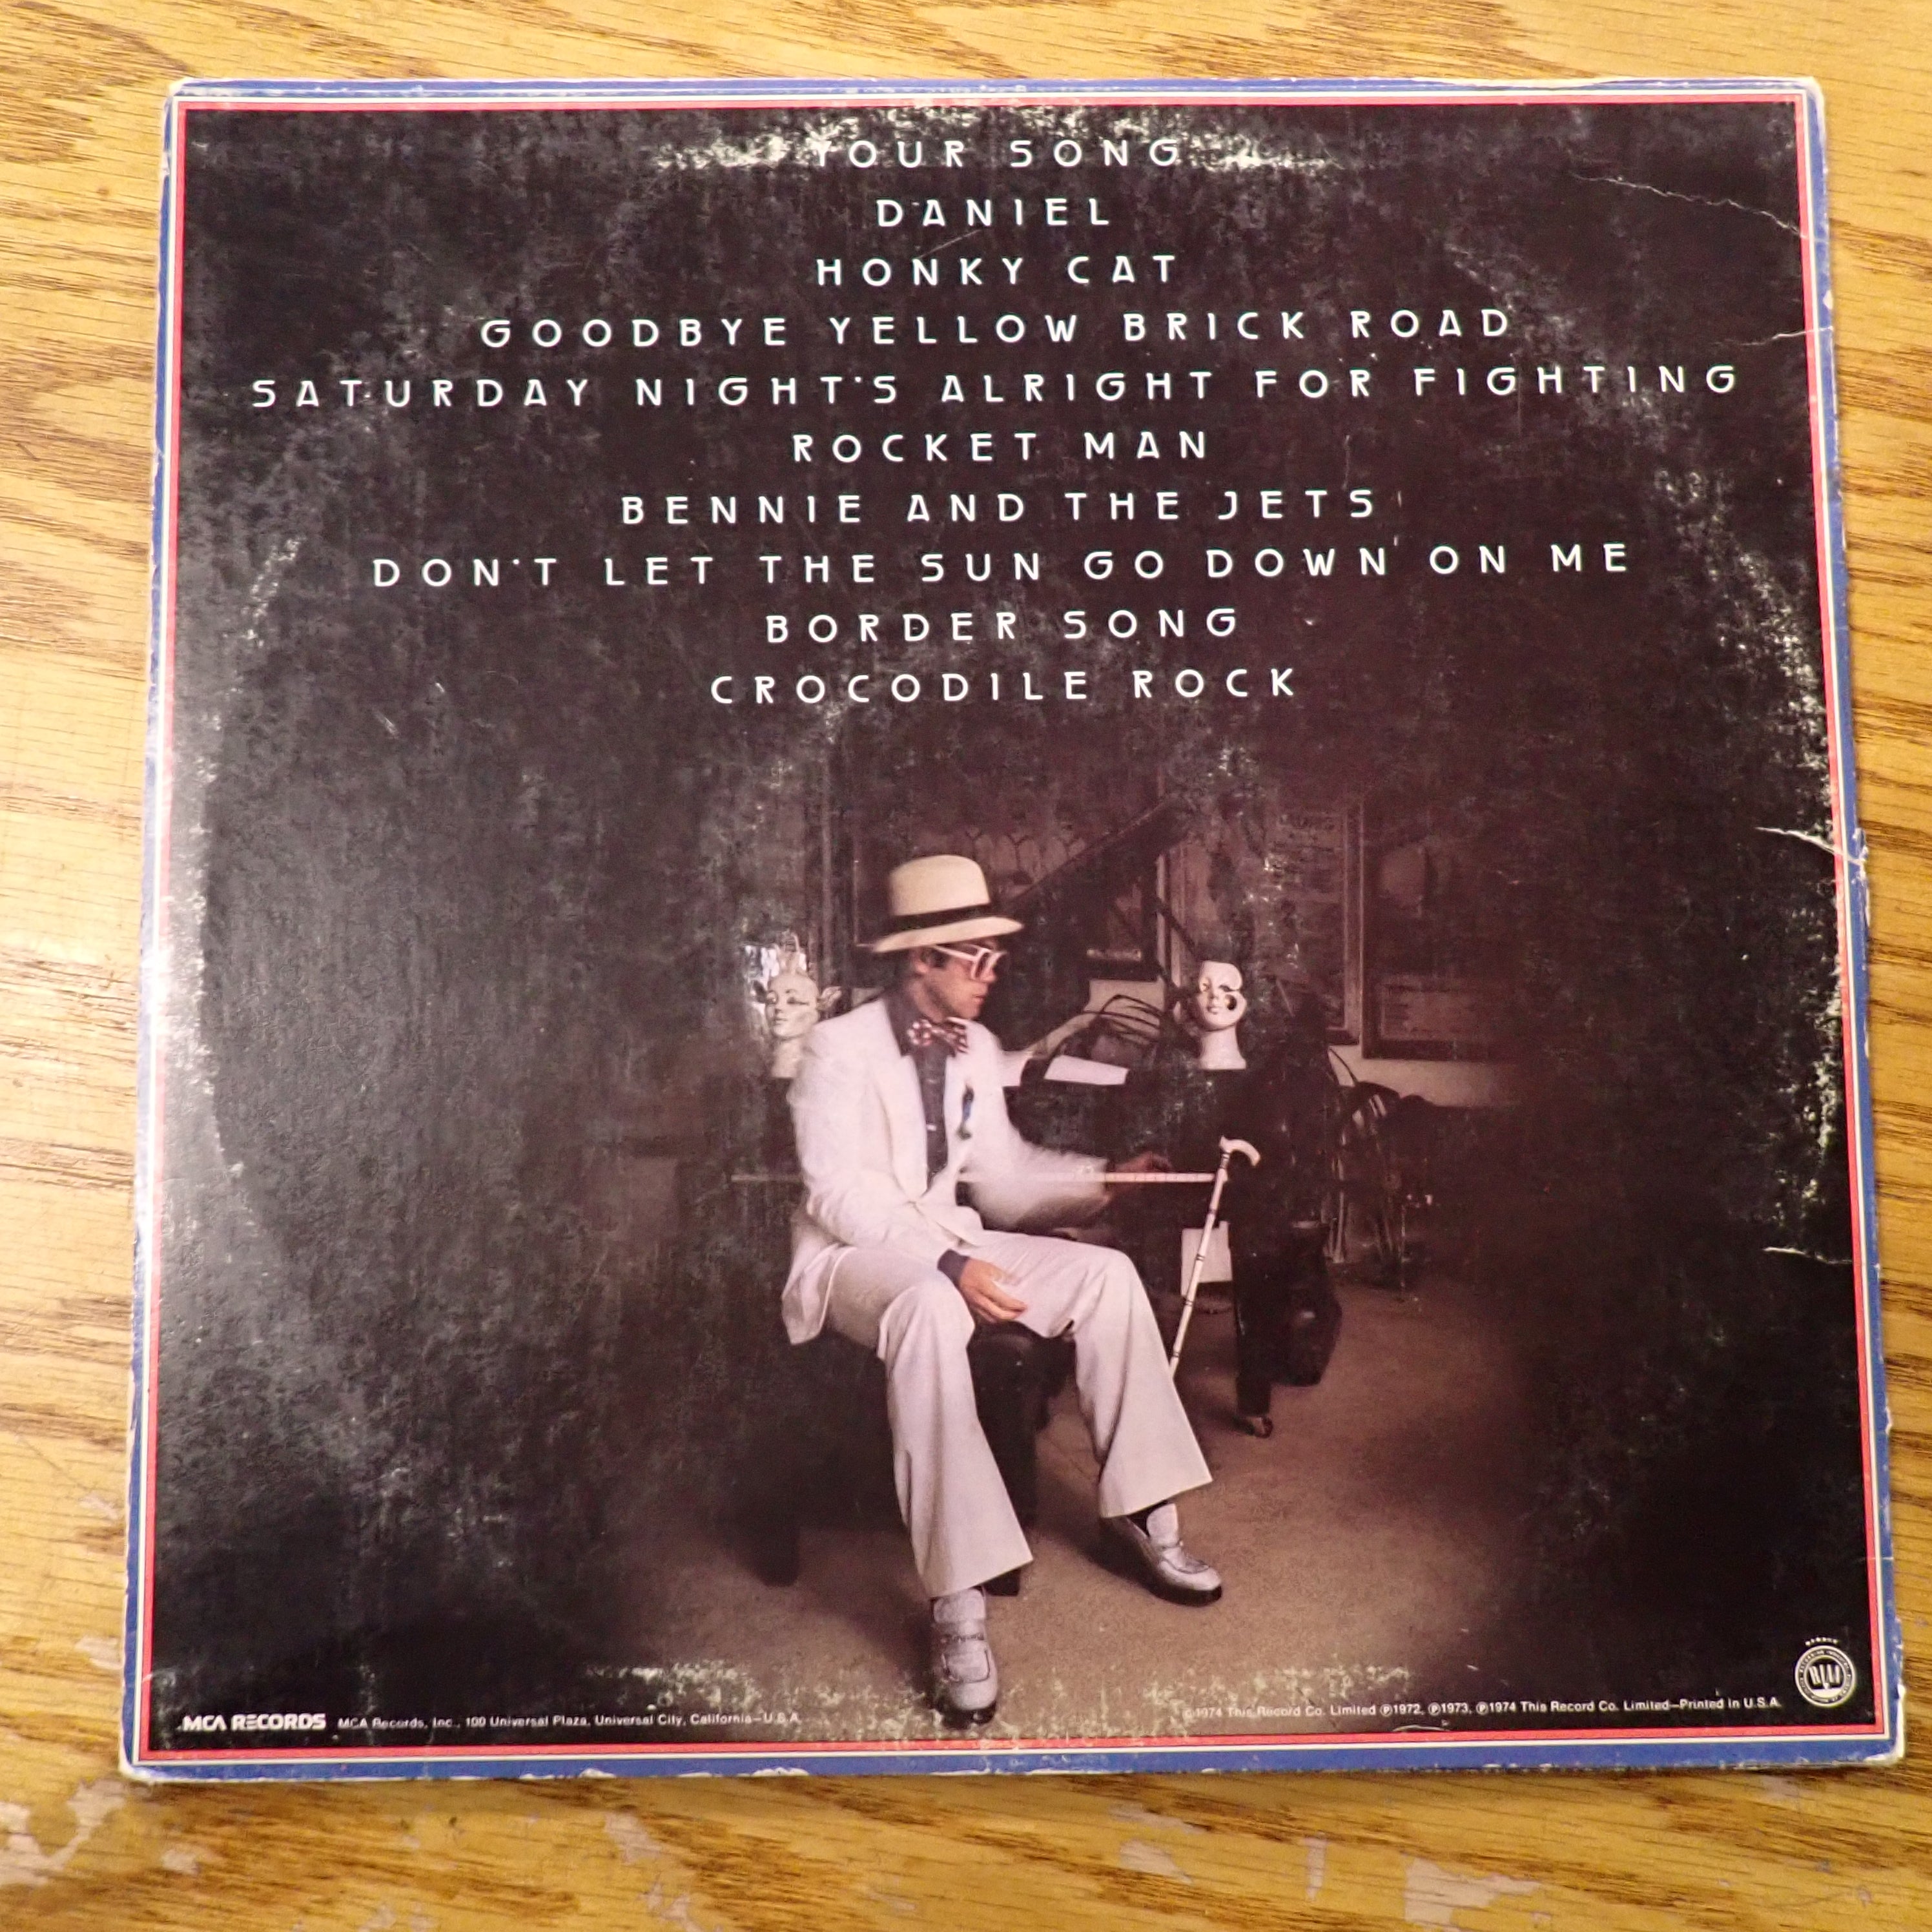 YOUR SONG
DANIEL
HONKY CAT
GOODBYE YELLOW BRICK ROAD
SATURDAY NIGHT'S ALRIGHT FOR FIGHTING
ROCKET MAN
BENNIE AND THE JETS
DON'T LET THE SUN GO DOWN ON ME
BORDER SONG
CROCODILE ROCK
MCA RECORDS MCA Records, Inc., 100 Universal Plaza, Universal City, California—U.S.A.
©1974 This Record Co. Limited ℗1972, ℗1973, ℗1974 This Record Co. Limited—Printed in U.S.A.